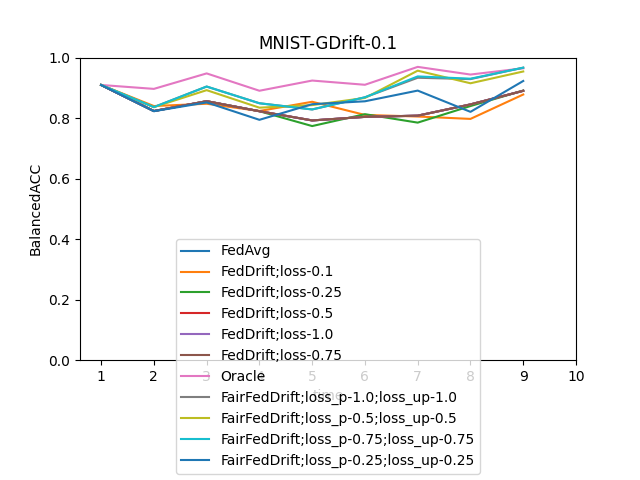 MNIST-GDrift-0.1
BalancedACC
1.0
0.8
0.6
0.4
0.2
0.0
1 2 3 4 5 6 7 8 9 10
FedAvg
FedDrift;loss-0.1
FedDrift;loss-0.25
FedDrift;loss-0.5
FedDrift;loss-1.0
FedDrift;loss-0.75
Oracle
FairFedDrift;loss_p-1.0;loss_up-1.0
FairFedDrift;loss_p-0.5;loss_up-0.5
FairFedDrift;loss_p-0.75;loss_up-0.75
FairFedDrift;loss_p-0.25;loss_up-0.25